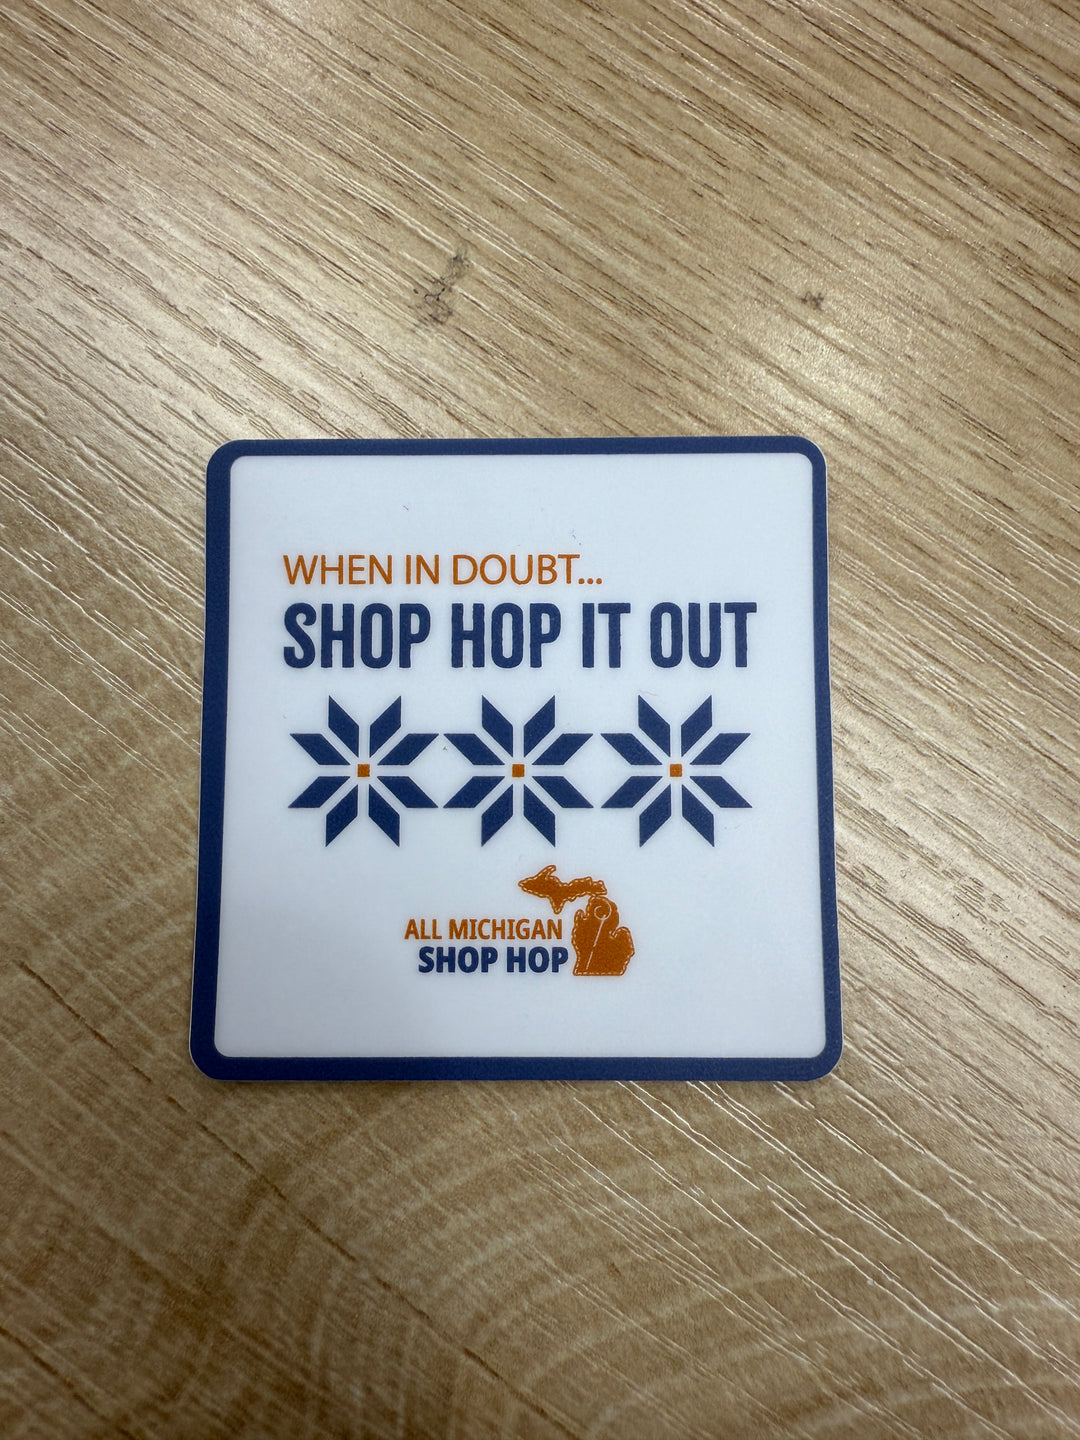 WHEN IN DOUBT...
SHOP HOP IT OUT
ALL MICHIGAN
SHOP HOP